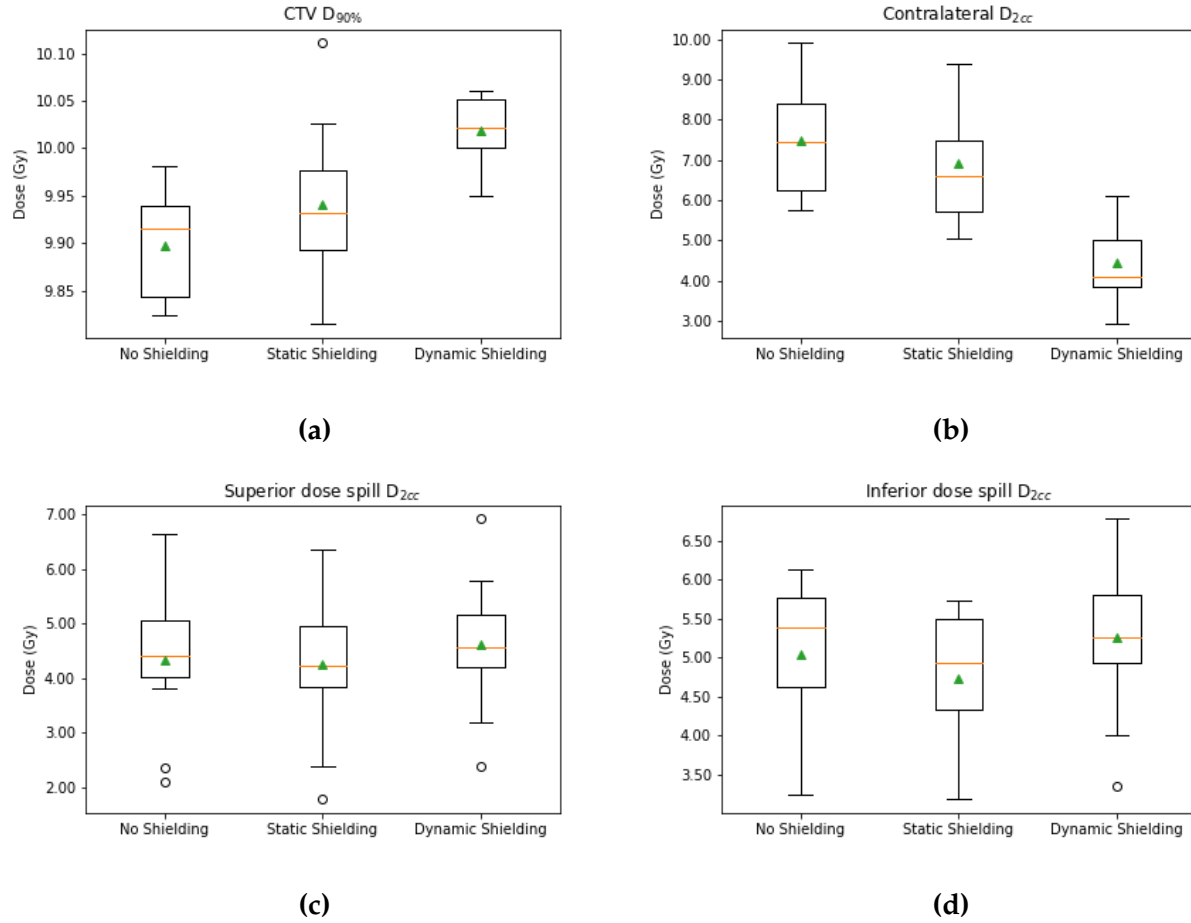 CTV D90%
Dose (Gy)
10.10
10.05
10.00
9.95
9.90
9.85
No Shielding Static Shielding Dynamic Shielding
(a)
Contralateral D2cc
Dose (Gy)
10.00
9.00
8.00
7.00
6.00
5.00
4.00
3.00
No Shielding Static Shielding Dynamic Shielding
(b)
Superior dose spill D2cc
Dose (Gy)
7.00
6.00
5.00
4.00
3.00
2.00
No Shielding Static Shielding Dynamic Shielding
(c)
Inferior dose spill D2cc
Dose (Gy)
6.50
6.00
5.50
5.00
4.50
4.00
3.50
No Shielding Static Shielding Dynamic Shielding
(d)